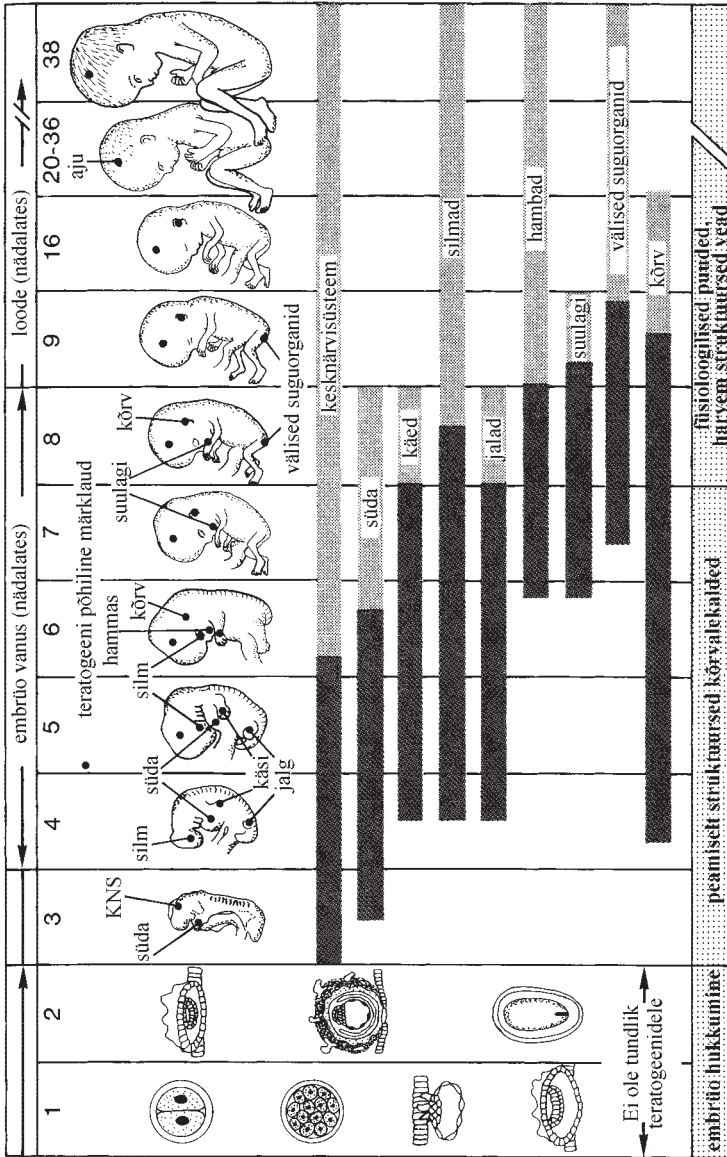 embrüo vanus (nädalates)
loode (nädalates)
1
2
3
4
5
6
7
8
9
16
20-36
38
teratogeeni põhiline märklaud
KNS
süda
silm
süda
käsi
jalg
silm
hammas
kõrv
suulagi
kõrv
välised suguorganid
aju
Ei ole tundlik
teratogeenidele
kesknärvisüsteem
süda
käed
silmad
jalad
hambad
suulagi
välised suguorganid
kõrv
embrüo hukkumine
peamiselt struktuursed kõrvalekalded
füsioloogilised puuded,
harvem struktuursed vead